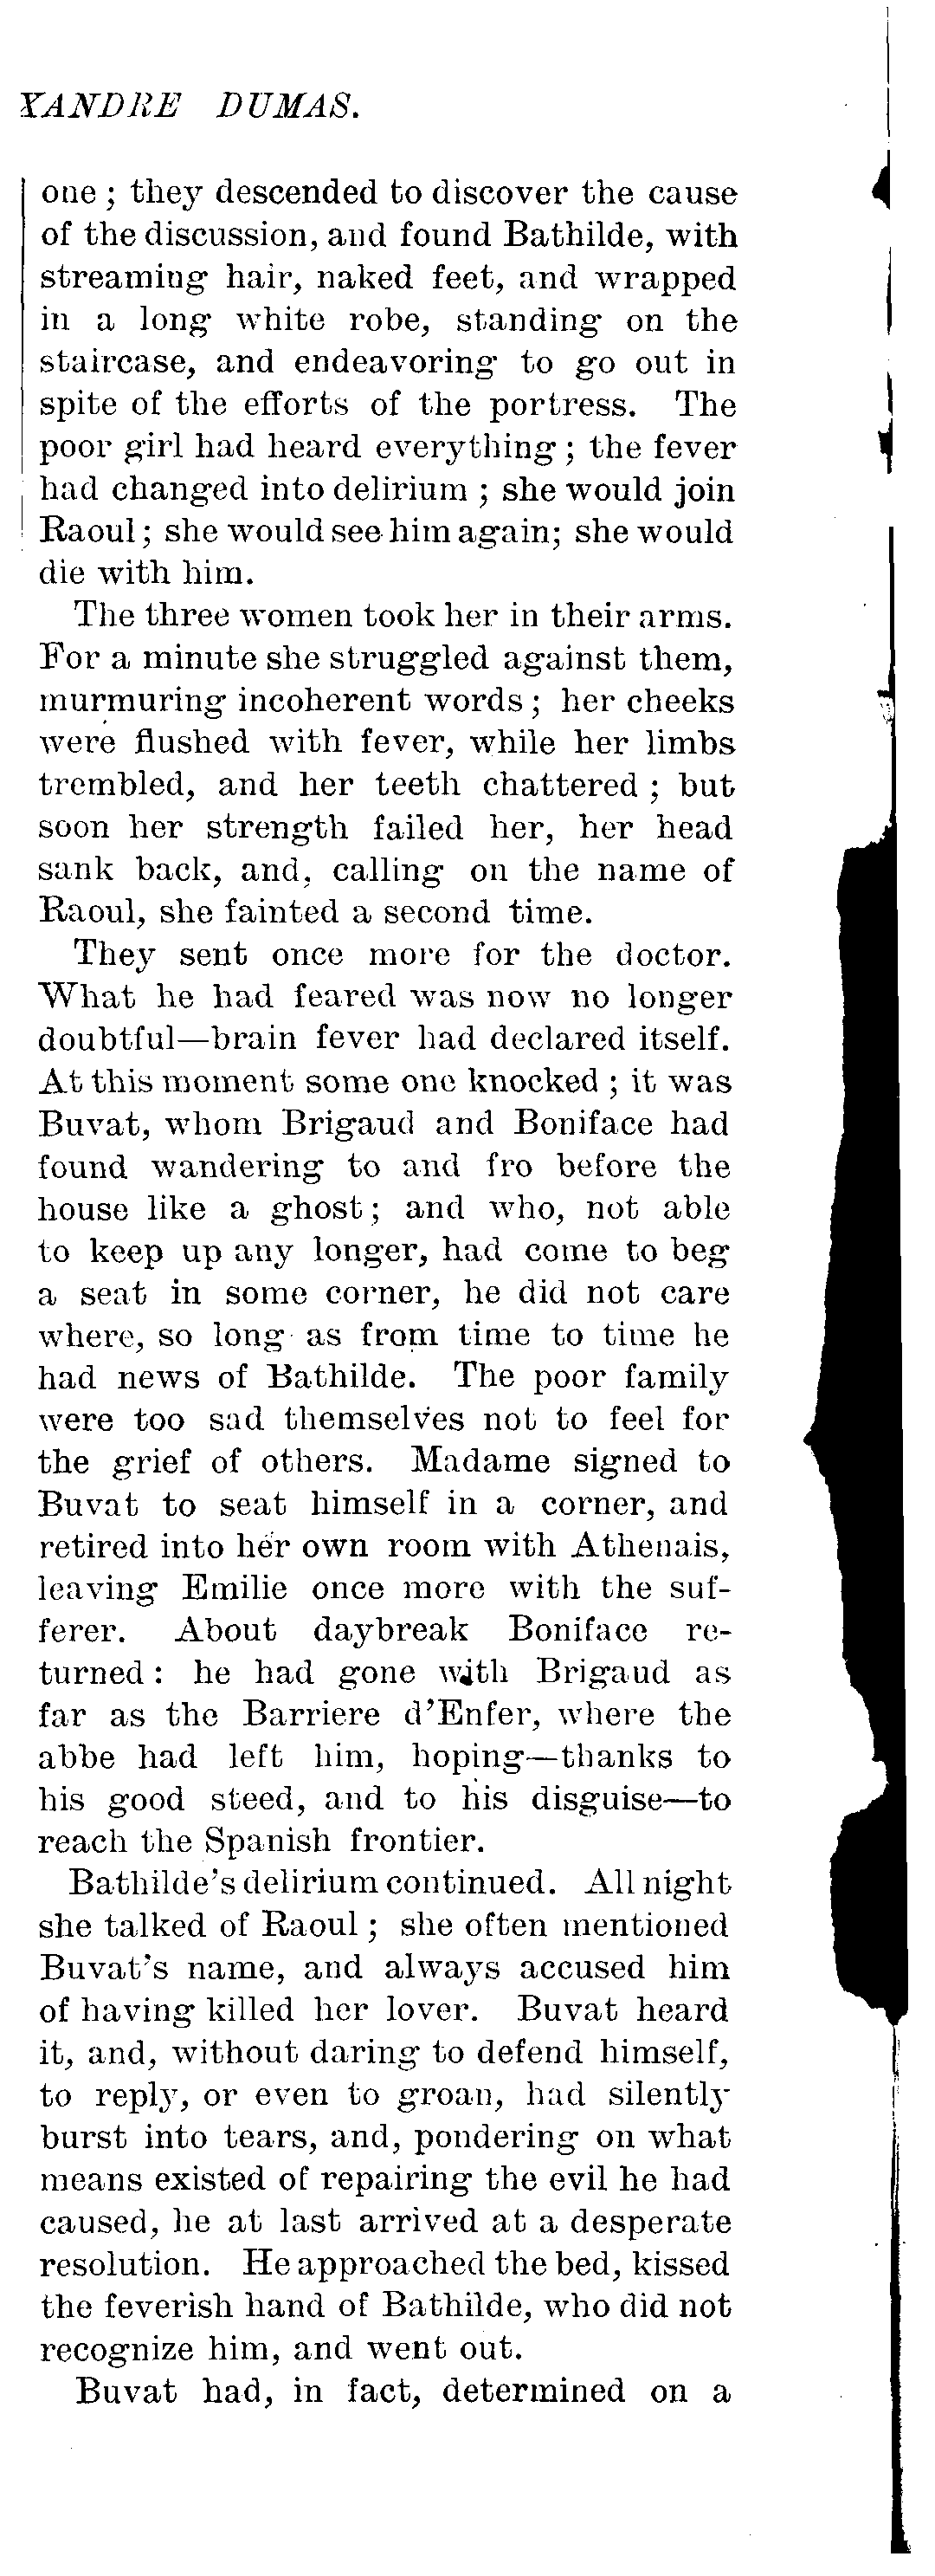 XANDRE DUMAS.
one ; they descended to discover the cause
of the discussion, and found Bathilde, with
streaming hair, naked feet, and wrapped
in a long white robe, standing on the
staircase, and endeavoring to go out in
spite of the efforts of the portress. The
poor girl had heard everything ; the fever
had changed into delirium ; she would join
Raoul ; she would see him again; she would
die with him.
The three women took her in their arms.
For a minute she struggled against them,
murmuring incoherent words ; her cheeks
were flushed with fever, while her limbs
trembled, and her teeth chattered ; but
soon her strength failed her, her head
sank back, and, calling on the name of
Raoul, she fainted a second time.
They sent once more for the doctor.
What he had feared was now no longer
doubtful—brain fever had declared itself.
At this moment some one knocked ; it was
Buvat, whom Brigaud and Boniface had
found wandering to and fro before the
house like a ghost ; and who, not able
to keep up any longer, had come to beg
a seat in some corner, he did not care
where, so long as from time to time he
had news of Bathilde. The poor family
were too sad themselves not to feel for
the grief of others. Madame signed to
Buvat to seat himself in a corner, and
retired into her own room with Athenais,
leaving Emilie once more with the suf-
ferer. About daybreak Boniface re-
turned : he had gone with Brigaud as
far as the Barriere d'Enfer, where the
abbe had left him, hoping—thanks to
his good steed, and to his disguise—to
reach the Spanish frontier.
Bathilde's delirium continued. All night
she talked of Raoul ; she often mentioned
Buvat's name, and always accused him
of having killed her lover. Buvat heard
it, and, without daring to defend himself,
to reply, or even to groan, had silently
burst into tears, and, pondering on what
means existed of repairing the evil he had
caused, he at last arrived at a desperate
resolution. He approached the bed, kissed
the feverish hand of Bathilde, who did not
recognize him, and went out.
Buvat had, in fact, determined on a